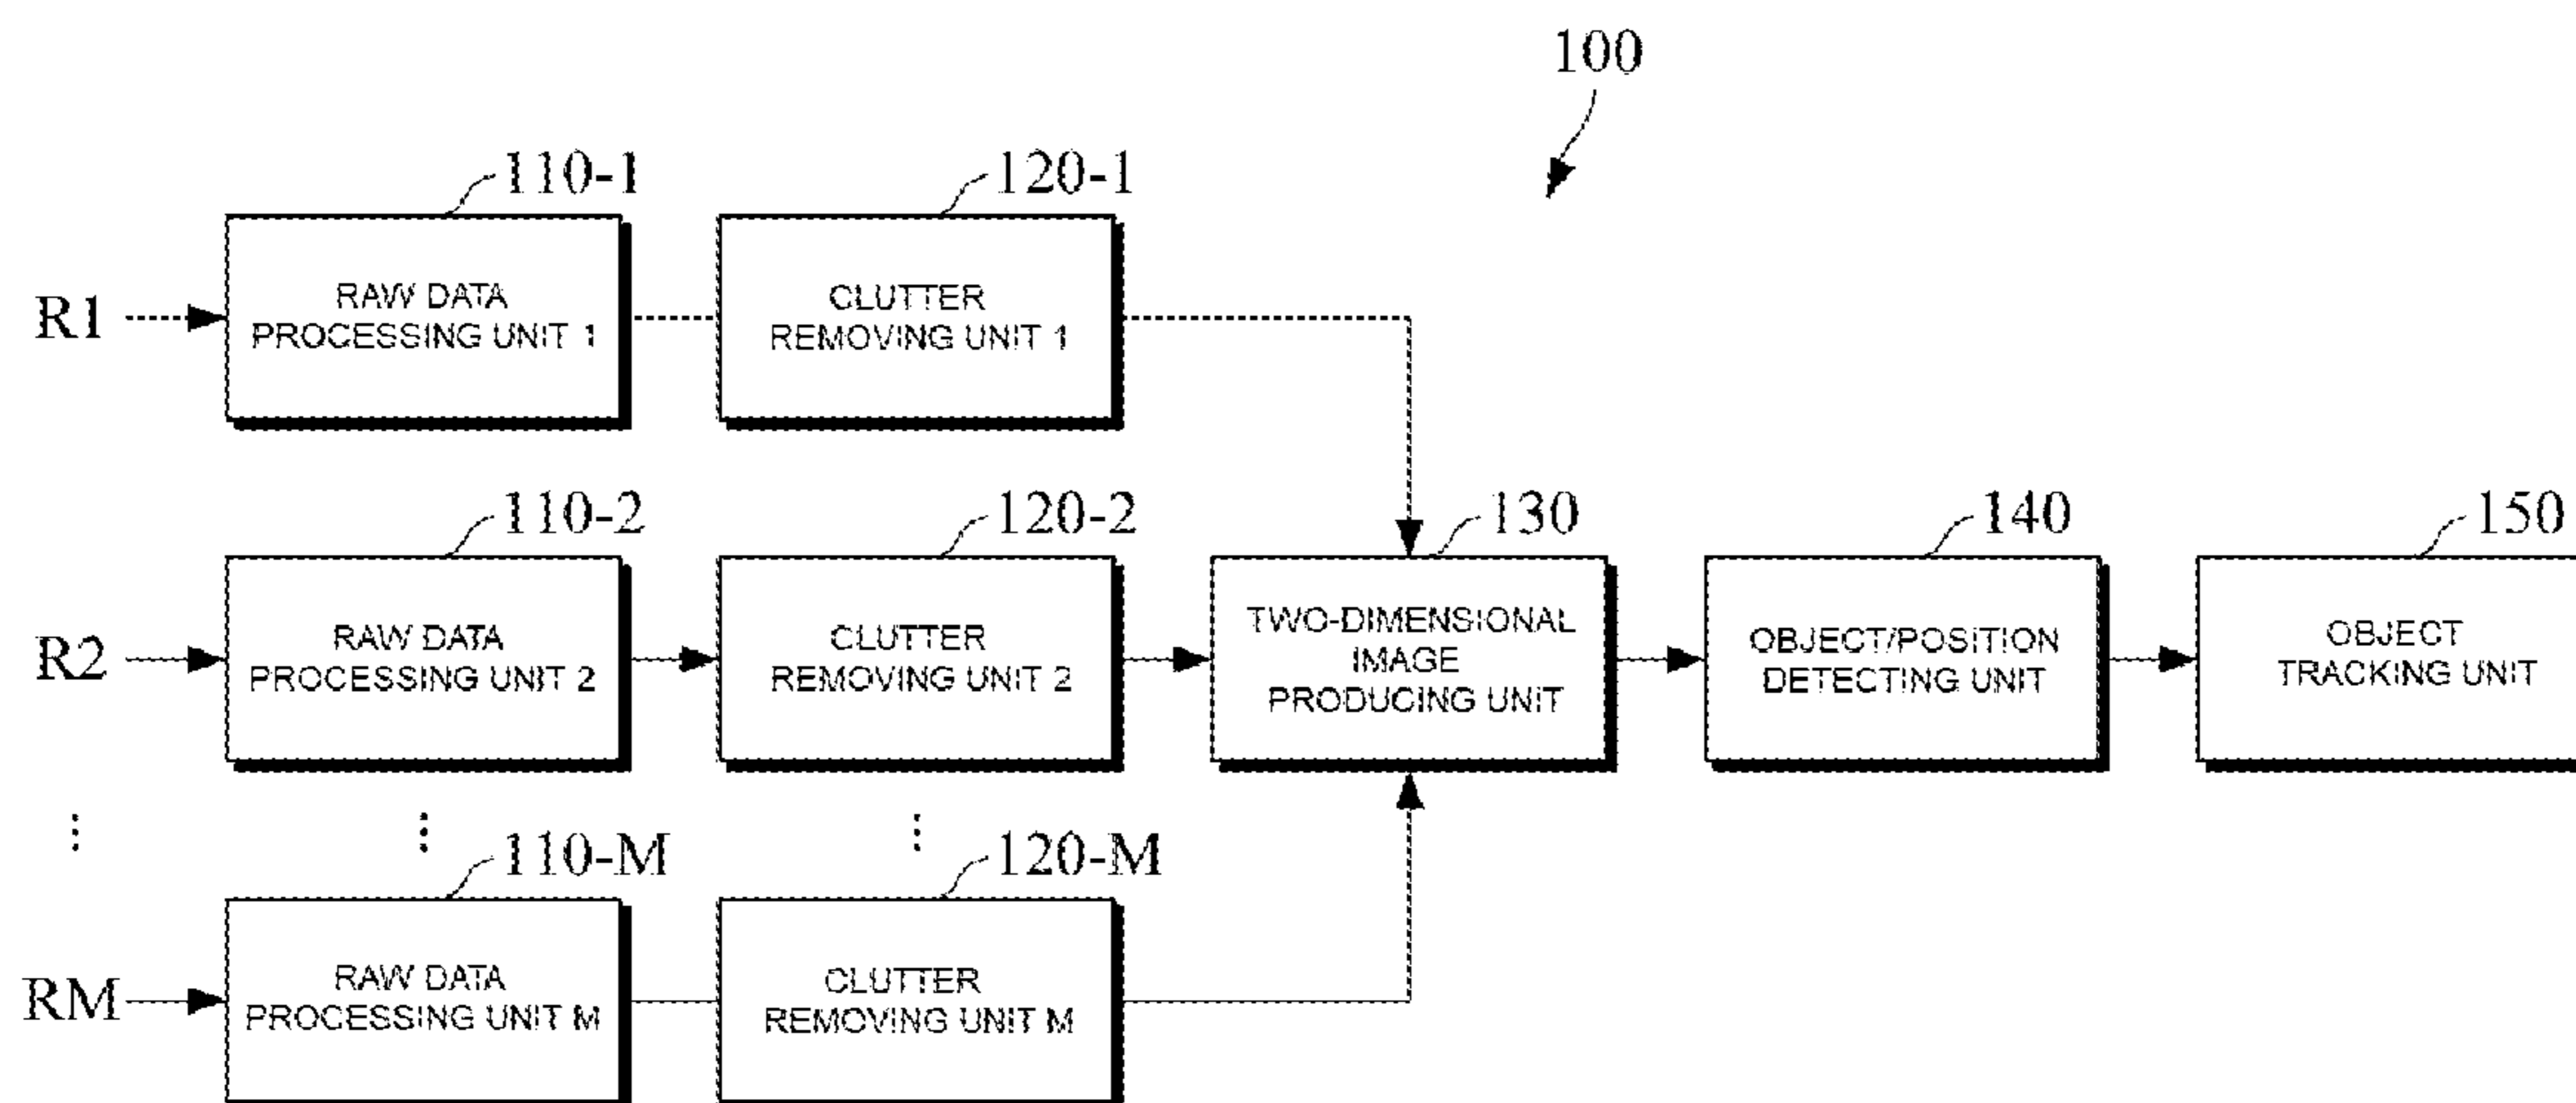 100
110-1
120-1
R1
RAW DATA
PROCESSING UNIT 1
CLUTTER
REMOVING UNIT 1
110-2
120-2
130
140
150
R2
RAW DATA
PROCESSING UNIT 2
CLUTTER
REMOVING UNIT 2
TWO-DIMENSIONAL
IMAGE
PRODUCING UNIT
OBJECT/POSITION
DETECTING UNIT
OBJECT
TRACKING UNIT
110-M
120-M
RM
RAW DATA
PROCESSING UNIT M
CLUTTER
REMOVING UNIT M